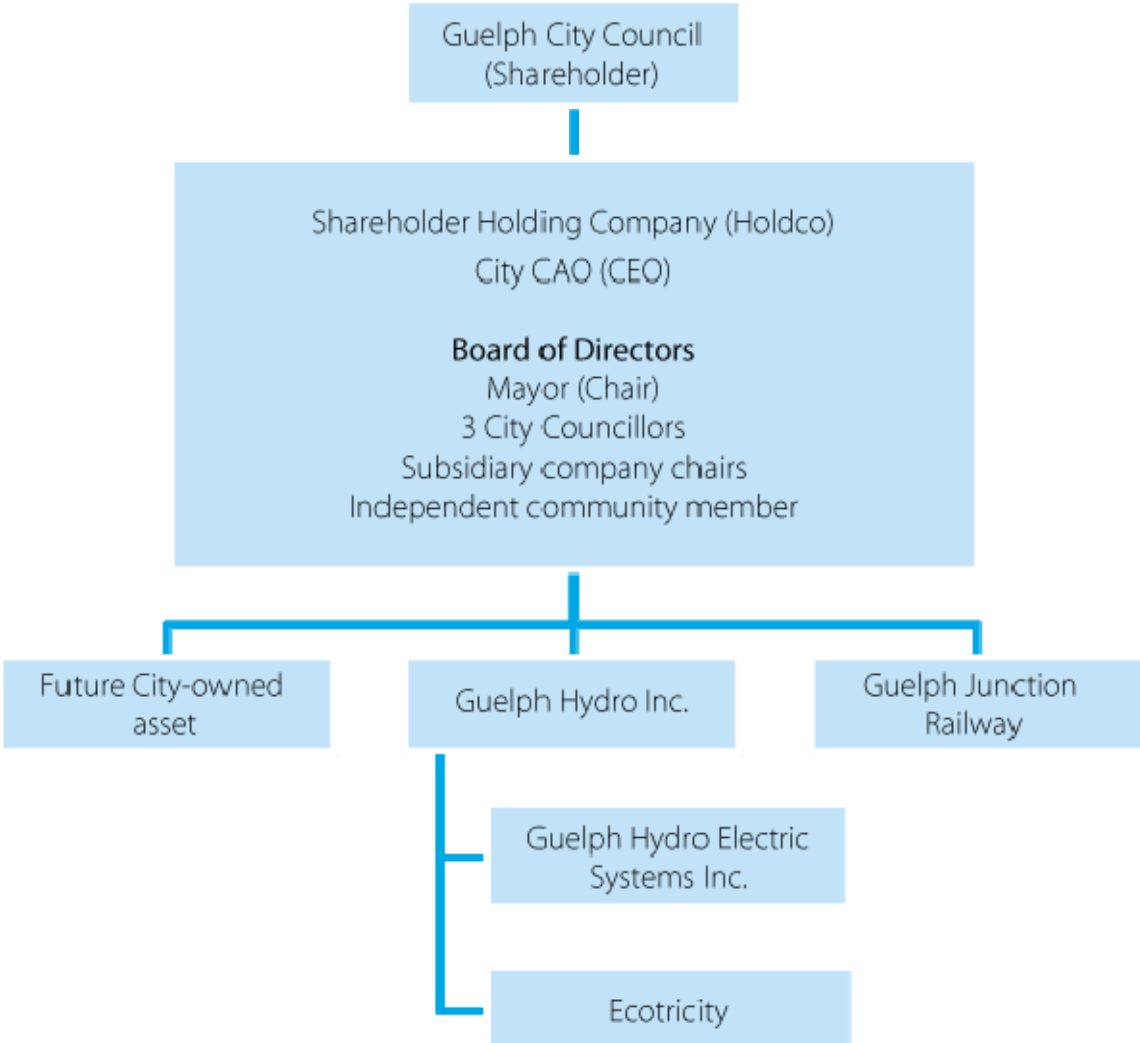 Guelph City Council
(Shareholder)
Shareholder Holding Company (Holdco)
City CAO (CEO)
Board of Directors
Mayor (Chair)
3 City Councillors
Subsidiary company chairs
Independent community member
Future City-owned
asset
Guelph Hydro Inc.
Guelph Junction
Railway
Guelph Hydro Electric
Systems Inc.
Ecotricity